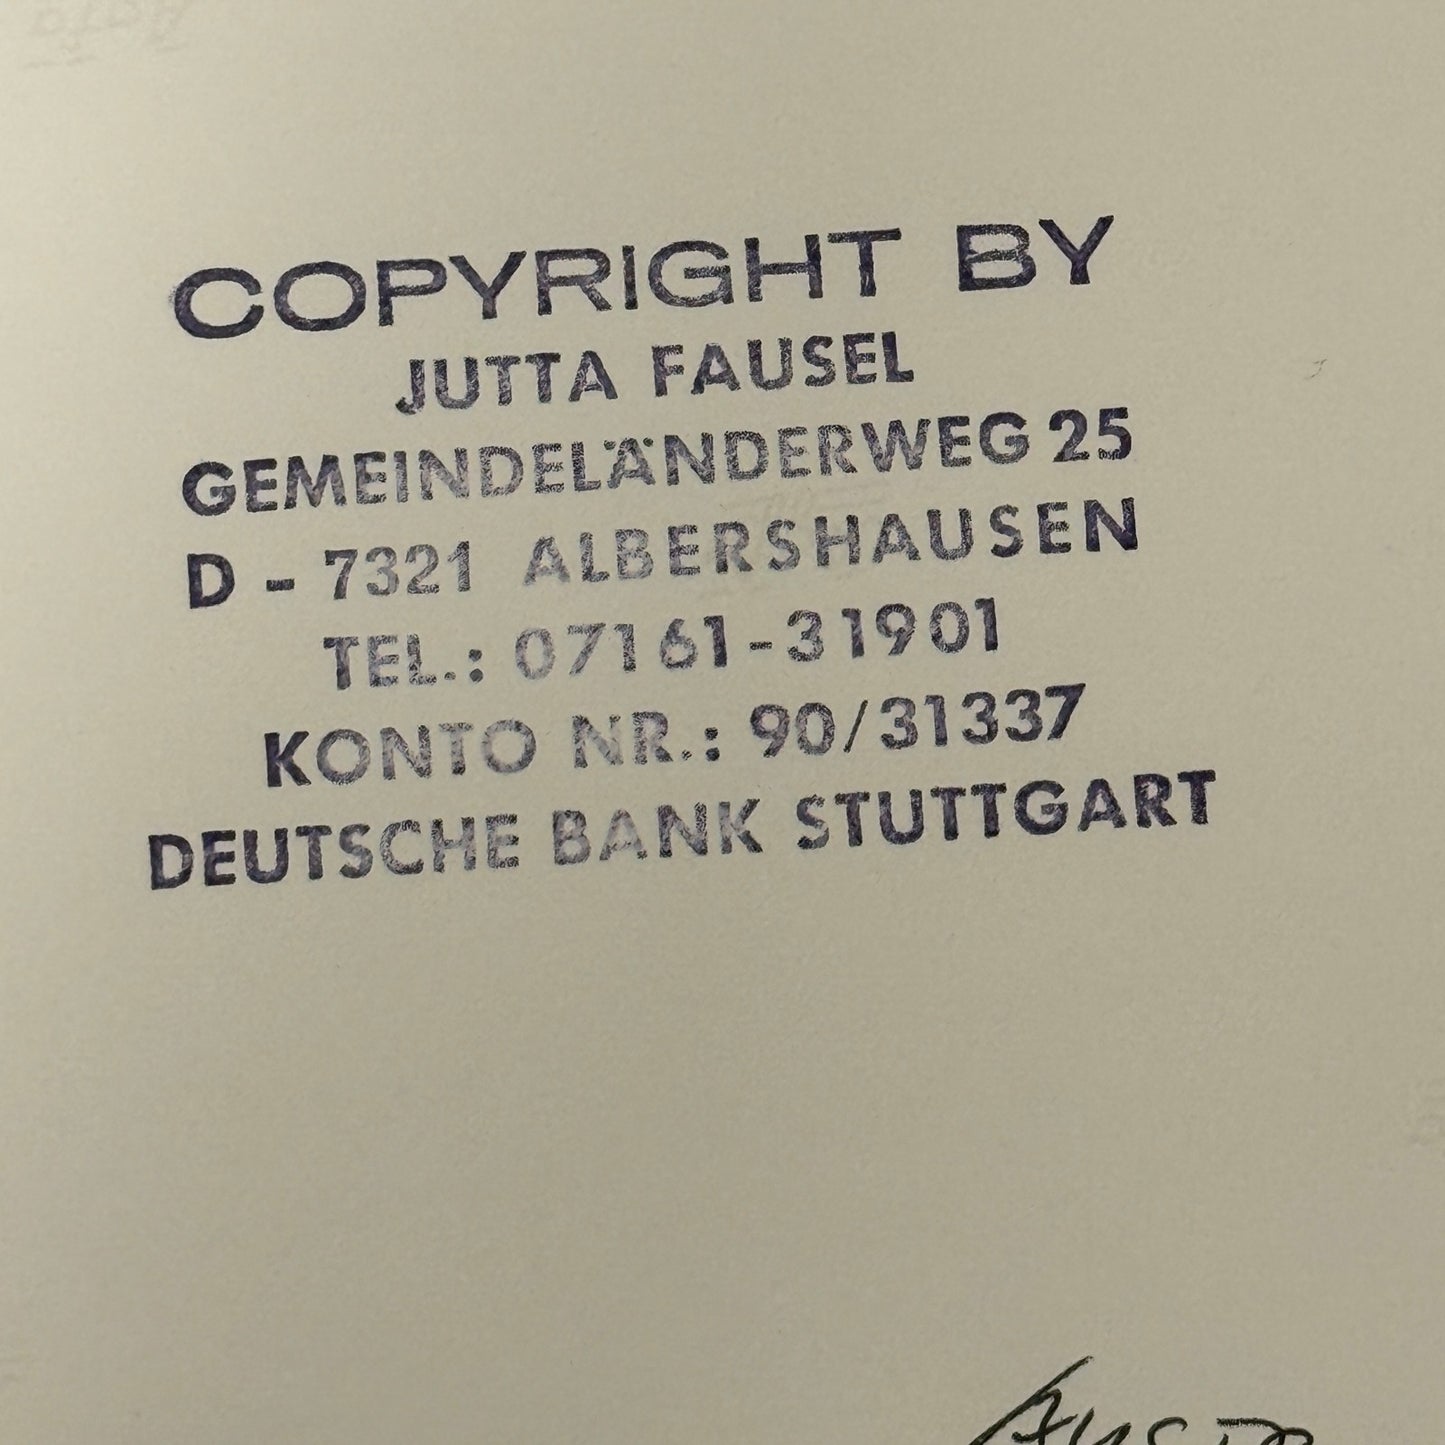 COPYRIGHT BY
JUTTA FAUSEL
GEMEINDELÄNDERWEG 25
D - 7321 ALBERSHAUSEN
TEL.: 07161-31901
KONTO NR.: 90/31337
DEUTSCHE BANK STUTTGART